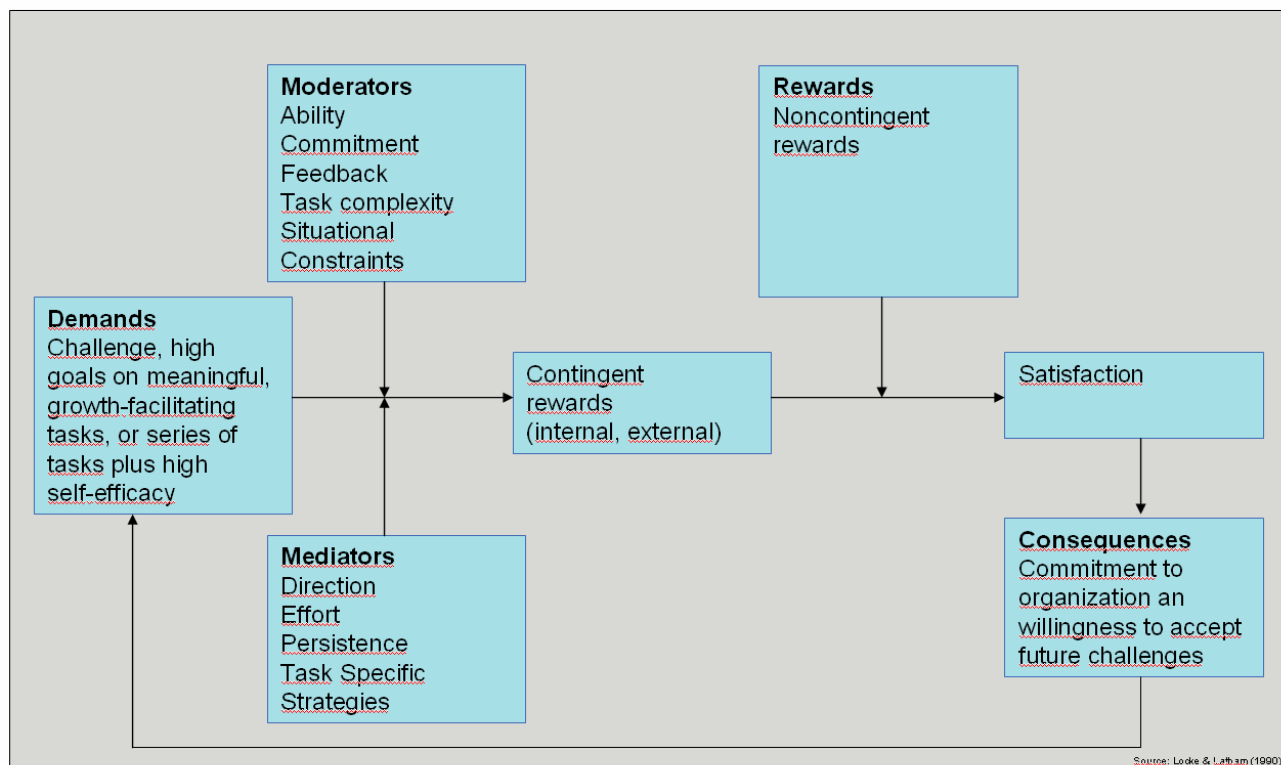 Moderators
Ability
Commitment
Feedback
Task complexity
Situational
Constraints
Rewards
Noncontingent
rewards
Demands
Challenge, high
goals on meaningful,
growth-facilitating
tasks, or series of
tasks plus high
self-efficacy
Contingent
rewards
(internal, external)
Satisfaction
Mediators
Direction
Effort
Persistence
Task Specific
Strategies
Consequences
Commitment to
organization an
willingness to accept
future challenges
Source: Locke & Latham (1990)